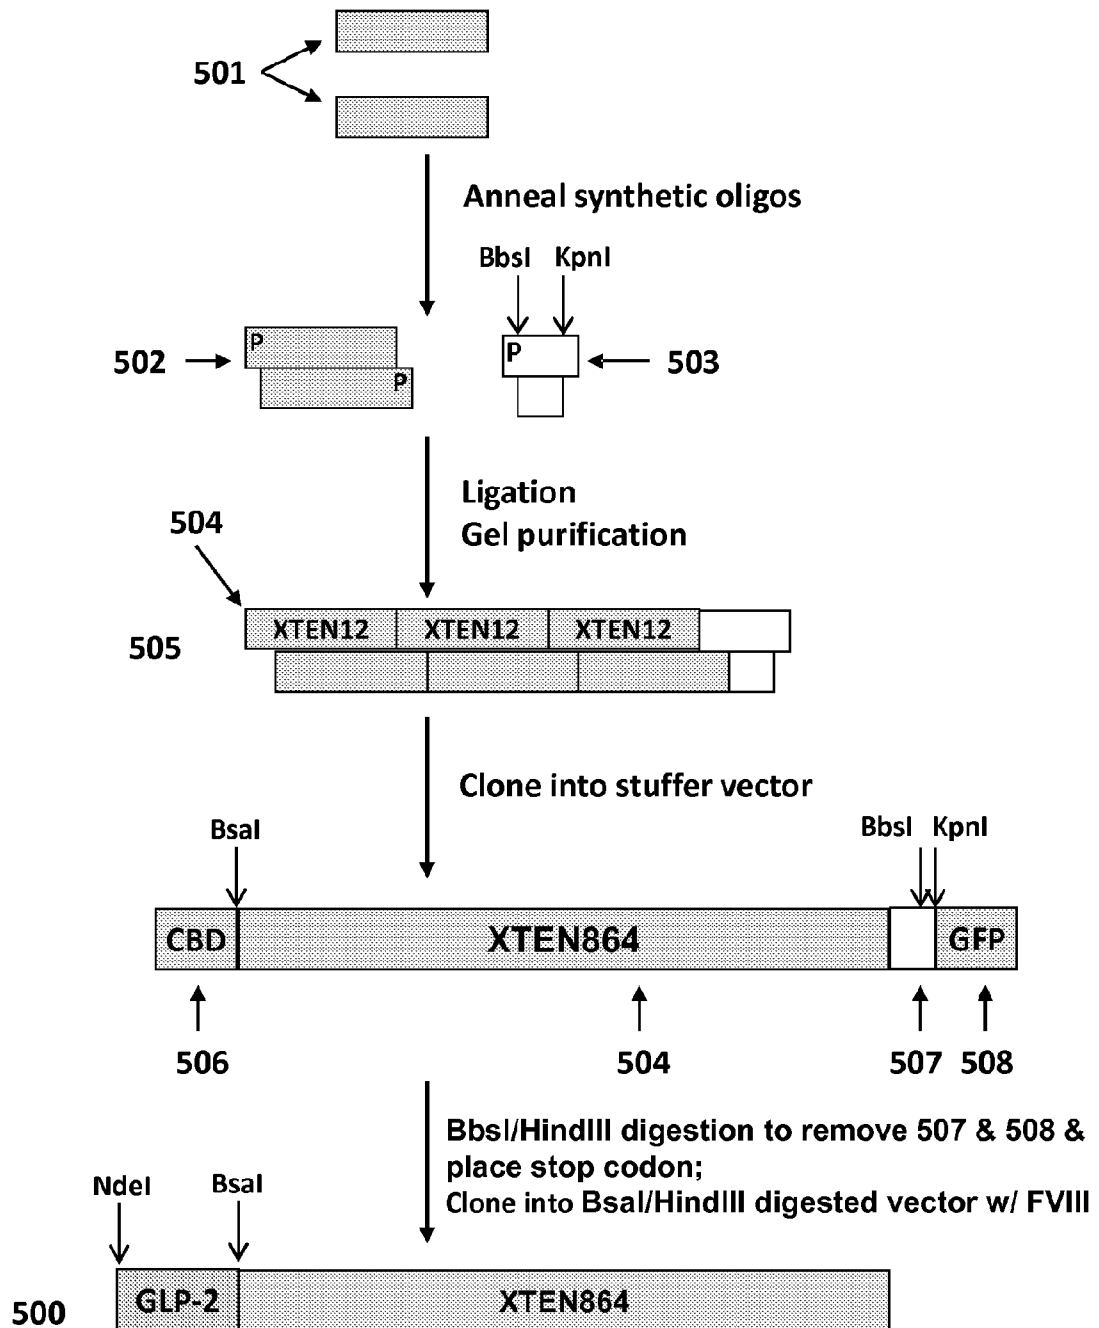 501
Anneal synthetic oligos
BbsI KpnI
502
P
P
P
503
Ligation
Gel purification
504
505
XTEN12 XTEN12 XTEN12
Clone into stuffer vector
BsaI
BbsI KpnI
CBD XTEN864 GFP
506 504 507 508
BbsI/HindIII digestion to remove 507 & 508 &
place stop codon;
Clone into BsaI/HindIII digested vector w/ FVIII
NdeI BsaI
500
GLP-2 XTEN864